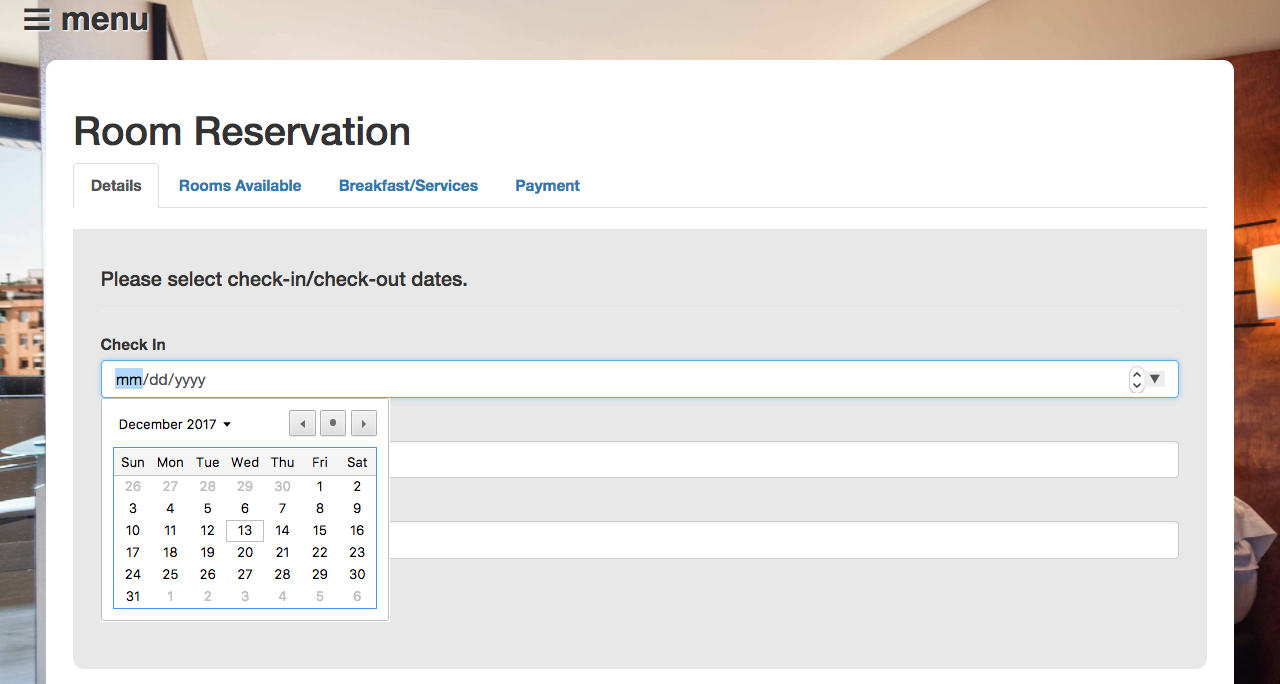 ☰ menu
Room Reservation
Details Rooms Available Breakfast/Services Payment
Please select check-in/check-out dates.
Check In
mm/dd/yyyy
December 2017
Sun Mon Tue Wed Thu Fri Sat
26 27 28 29 30 1 2
3 4 5 6 7 8 9
10 11 12 13 14 15 16
17 18 19 20 21 22 23
24 25 26 27 28 29 30
31 1 2 3 4 5 6